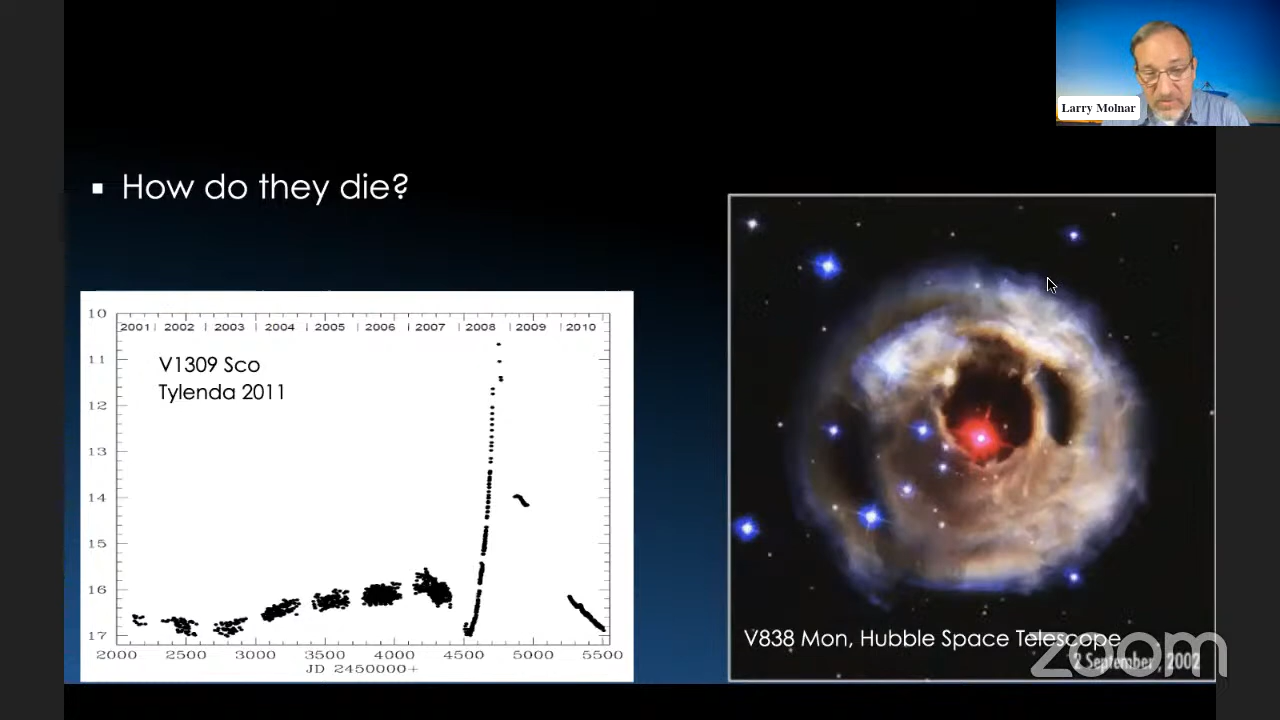 Larry Molnar
▪ How do they die?
10
2001 | 2002 | 2003 | 2004 | 2005 | 2006 | 2007 | 2008 | 2009 | 2010
11
V1309 Sco
Tylenda 2011
12
13
14
15
16
17
2000 2500 3000 3500 4000 4500 5000 5500
JD 2450000+
V838 Mon, Hubble Space Telescope
2 September, 2002
zoom